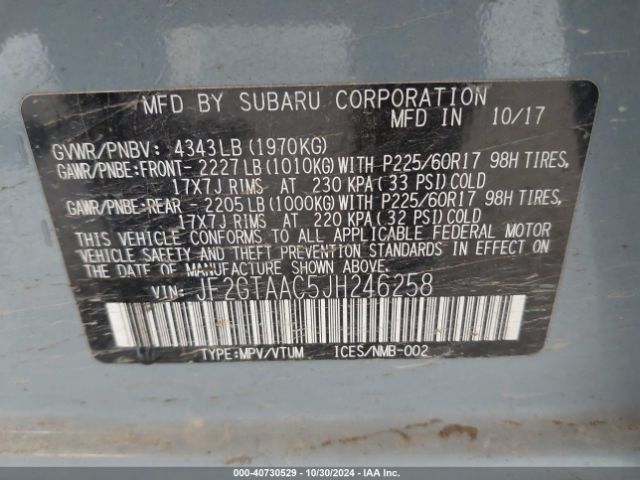 MFD BY SUBARU CORPORATION
MFD IN 10/17
GVWR/PNBV: 4343LB (1970KG)
GAWR/PNBE:FRONT- 2227LB(1010KG)WITH P225/60R17 98H TIRES,
17X7J RIMS AT 230 KPA(33 PSI)COLD
GAWR/PNBE-REAR - 2205LB(1000KG)WITH P225/60R17 98H TIRES,
17X7J RIMS AT 220 KPA(32 PSI)COLD
THIS VEHICLE CONFORMS TO ALL APPLICABLE FEDERAL MOTOR
VEHICLE SAFETY AND THEFT PREVENTION STANDARDS IN EFFECT ON
THE DATE OF MANUFACTURE SHOWN ABOVE.
VIN: JF2GTAAC5JH246258
TYPE:MPV/VTUM ICES/NMB-002
000-40730529 - 10/30/2024 - IAA Inc.